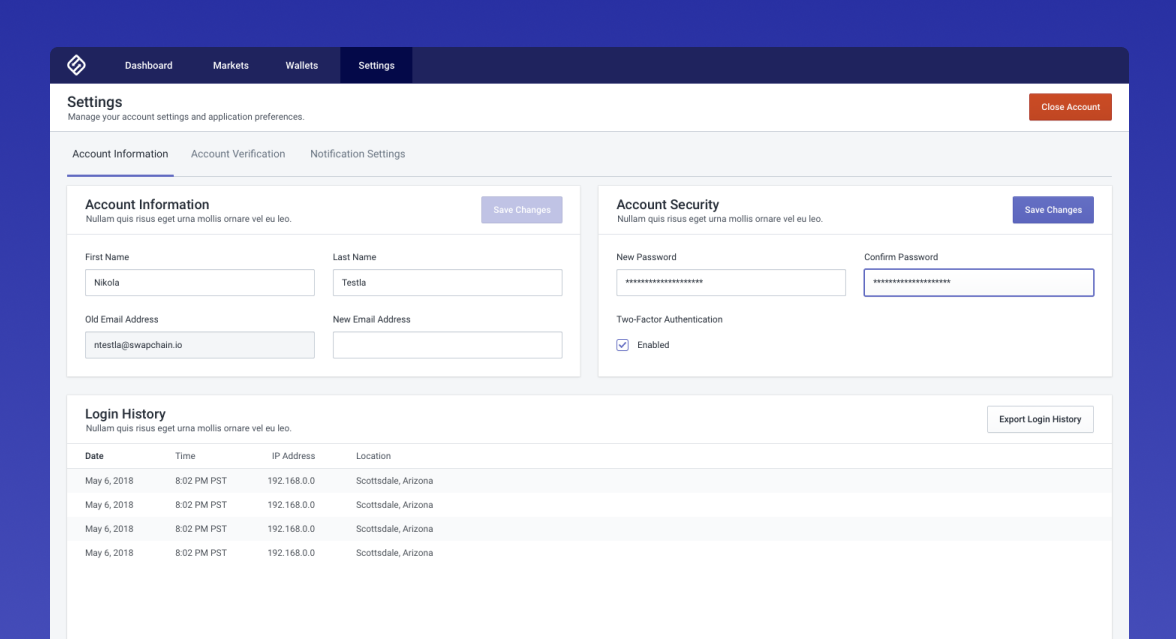 Dashboard Markets Wallets Settings
Settings
Manage your account settings and application preferences.
Close Account
Account Information Account Verification Notification Settings
Account Information
Nullam quis risus eget urna mollis ornare vel eu leo.
Save Changes
First Name Last Name
Nikola Testla
Old Email Address New Email Address
ntestla@swapchain.io
Account Security
Nullam quis risus eget urna mollis ornare vel eu leo.
Save Changes
New Password Confirm Password
******************** ********************
Two-Factor Authentication
Enabled
Login History
Nullam quis risus eget urna mollis ornare vel eu leo.
Export Login History
Date Time IP Address Location
May 6, 2018 8:02 PM PST 192.168.0.0 Scottsdale, Arizona
May 6, 2018 8:02 PM PST 192.168.0.0 Scottsdale, Arizona
May 6, 2018 8:02 PM PST 192.168.0.0 Scottsdale, Arizona
May 6, 2018 8:02 PM PST 192.168.0.0 Scottsdale, Arizona